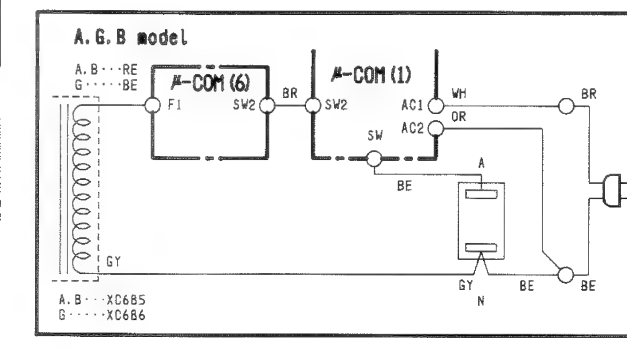 A.G.B model
A.B···RE
G·····BE
μ-COM (6)
μ-COM (1)
F1
SW2
BR
SW2
AC1
WH
BR
AC2
OR
SW
A
BE
GY
GY
BE
BE
N
A.B···XC685
G·····XC686